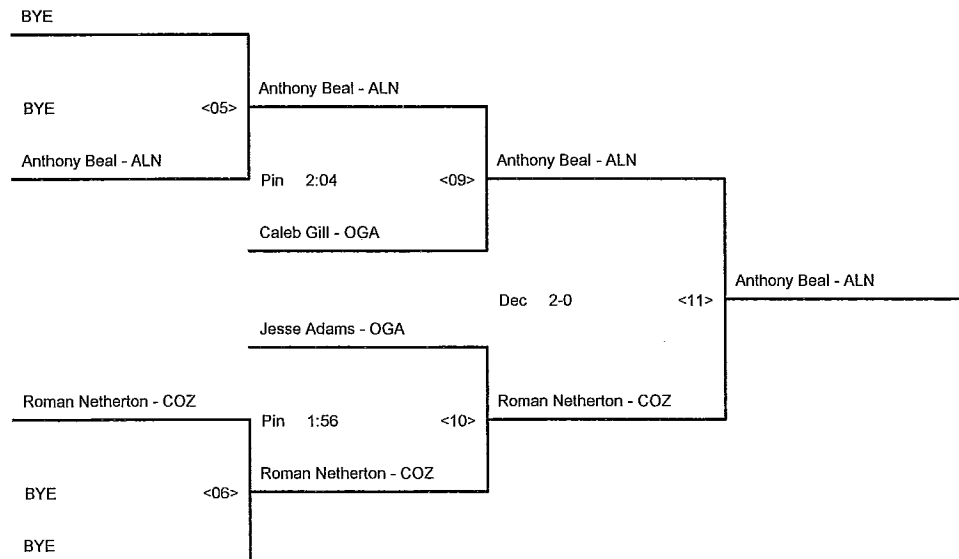 BYE
Anthony Beal - ALN
BYE <05>
Anthony Beal - ALN
Anthony Beal - ALN
Pin 2:04 <09>
Caleb Gill - OGA
Anthony Beal - ALN
Dec 2-0 <11>
Jesse Adams - OGA
Roman Netherton - COZ
Pin 1:56 <10>
Roman Netherton - COZ
Roman Netherton - COZ
BYE <06>
BYE